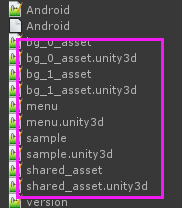 Android
Android
bg_0_asset
bg_0_asset.unity3d
bg_1_asset
bg_1_asset.unity3d
menu
menu.unity3d
sample
sample.unity3d
shared_asset
shared_asset.unity3d
version